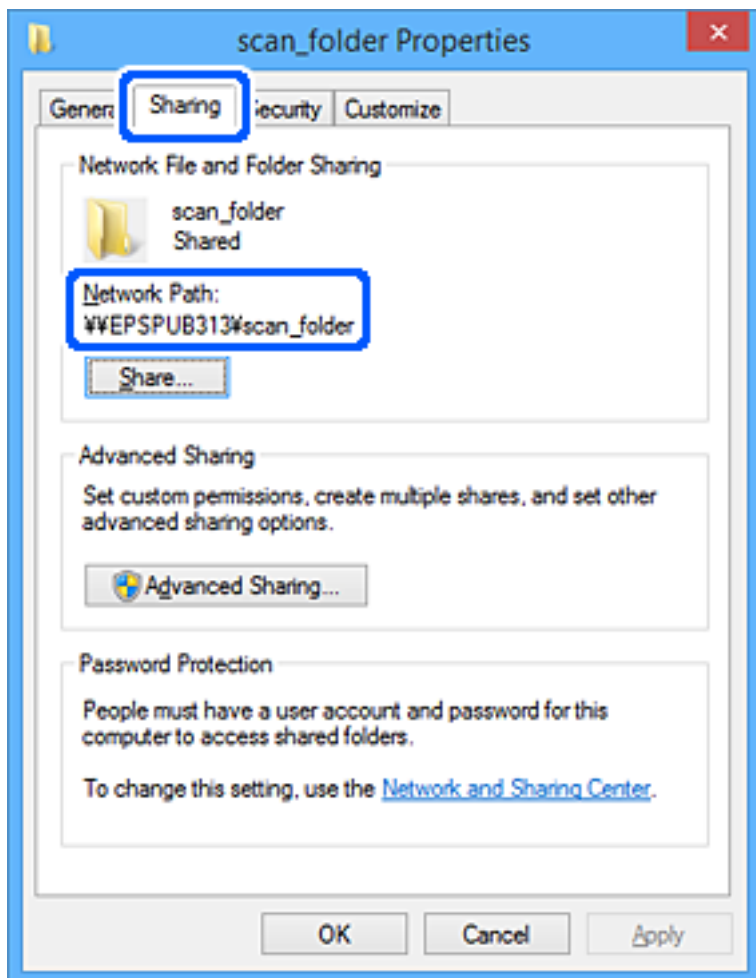 scan_folder Properties
General Sharing Security Customize
Network File and Folder Sharing
scan_folder
Shared
Network Path:
¥¥EPSPUB313¥scan_folder
Share...
Advanced Sharing
Set custom permissions, create multiple shares, and set other
advanced sharing options.
Advanced Sharing...
Password Protection
People must have a user account and password for this
computer to access shared folders.
To change this setting, use the Network and Sharing Center.
OK Cancel Apply